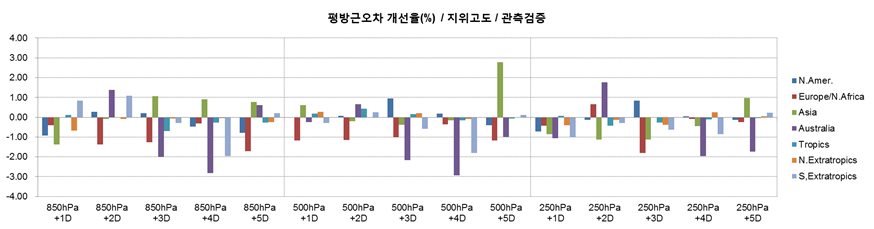 평방근오차 개선율(%) / 지위고도 / 관측검증
4.00
3.00
2.00
1.00
0.00
-1.00
-2.00
-3.00
-4.00
850hPa +1D
850hPa +2D
850hPa +3D
850hPa +4D
850hPa +5D
500hPa +1D
500hPa +2D
500hPa +3D
500hPa +4D
500hPa +5D
250hPa +1D
250hPa +2D
250hPa +3D
250hPa +4D
250hPa +5D
N.Amer.
Europe/N.Africa
Asia
Australia
Tropics
N.Extratropics
S,Extratropics